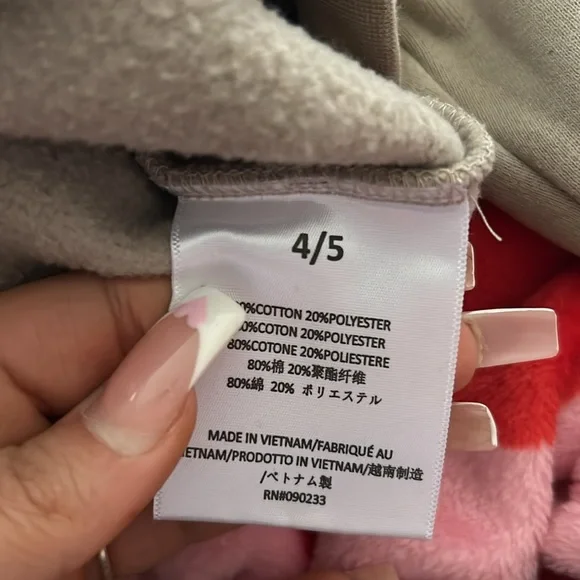 4/5
0%COTTON 20%POLYESTER
0%COTON 20%POLYESTER
80%COTONE 20%POLIESTERE
80%棉 20%聚酯纤维
80%綿 20% ポリエステル
MADE IN VIETNAM/FABRIQUÉ AU
ETNAM/PRODOTTO IN VIETNAM/越南制造
/ベトナム製
RN#090233